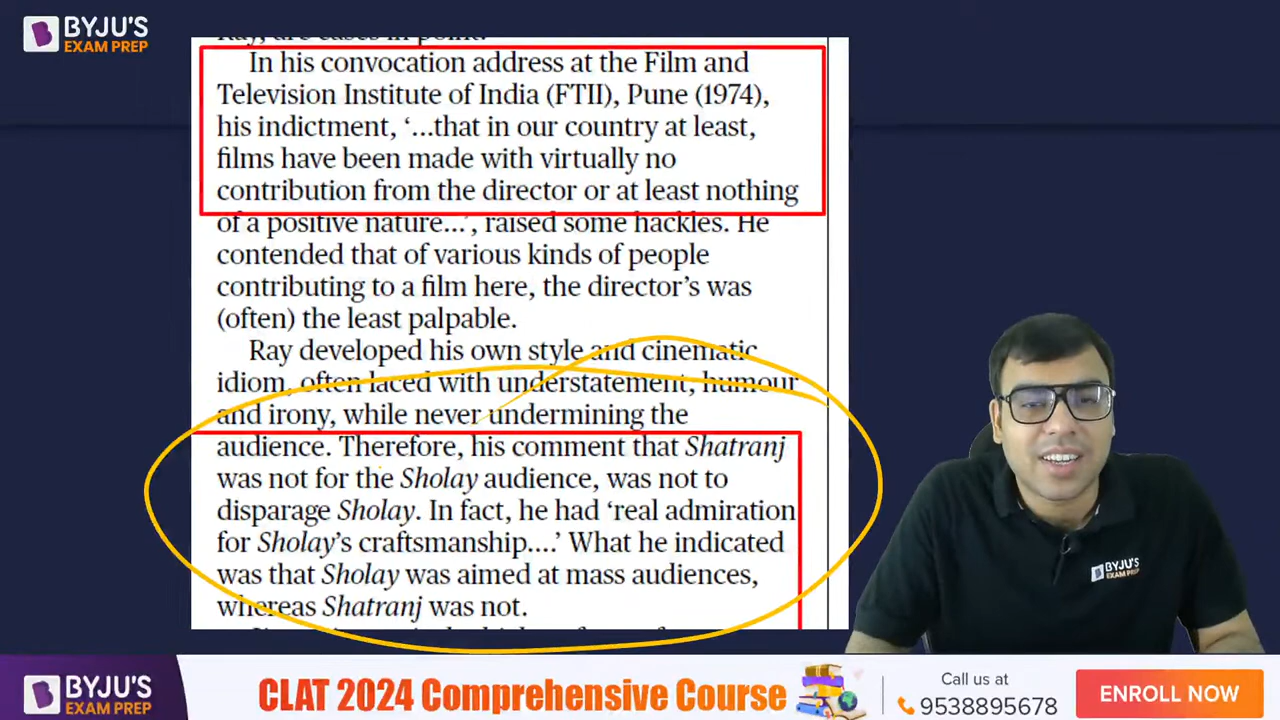 BYJU'S
EXAM PREP
Ray, are cases in point.
In his convocation address at the Film and
Television Institute of India (FTII), Pune (1974),
his indictment, ‘...that in our country at least,
films have been made with virtually no
contribution from the director or at least nothing
of a positive nature...’, raised some hackles. He
contended that of various kinds of people
contributing to a film here, the director’s was
(often) the least palpable.
Ray developed his own style and cinematic
idiom, often laced with understatement, humour
and irony, while never undermining the
audience. Therefore, his comment that Shatranj
was not for the Sholay audience, was not to
disparage Sholay. In fact, he had ‘real admiration
for Sholay’s craftsmanship....’ What he indicated
was that Sholay was aimed at mass audiences,
whereas Shatranj was not.
BYJU'S
EXAM PREP
BYJU'S
EXAM PREP
CLAT 2024 Comprehensive Course
Call us at
9538895678
ENROLL NOW